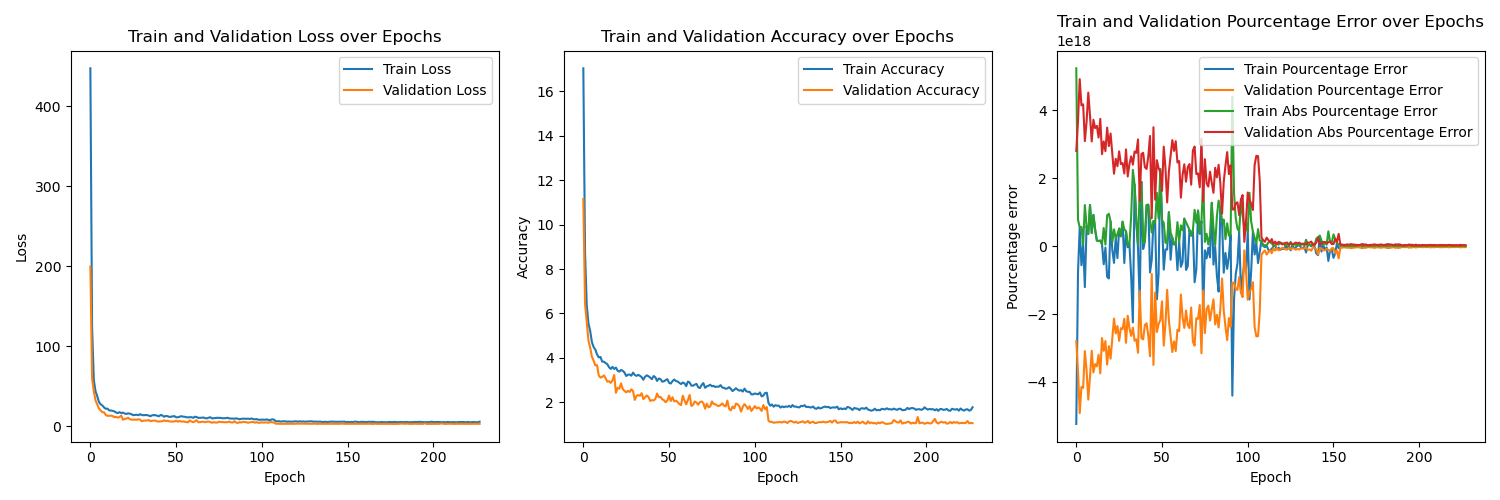 Train and Validation Loss over Epochs
Train Loss
Validation Loss
Loss
400
300
200
100
0
0 50 100 150 200
Epoch
Train and Validation Accuracy over Epochs
Train Accuracy
Validation Accuracy
Accuracy
16
14
12
10
8
6
4
2
0 50 100 150 200
Epoch
Train and Validation Pourcentage Error over Epochs
1e18
Train Pourcentage Error
Validation Pourcentage Error
Train Abs Pourcentage Error
Validation Abs Pourcentage Error
Pourcentage error
4
2
0
−2
−4
0 50 100 150 200
Epoch